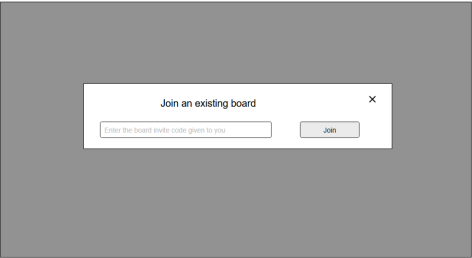 Join an existing board
Enter the board invite code given to you
Join